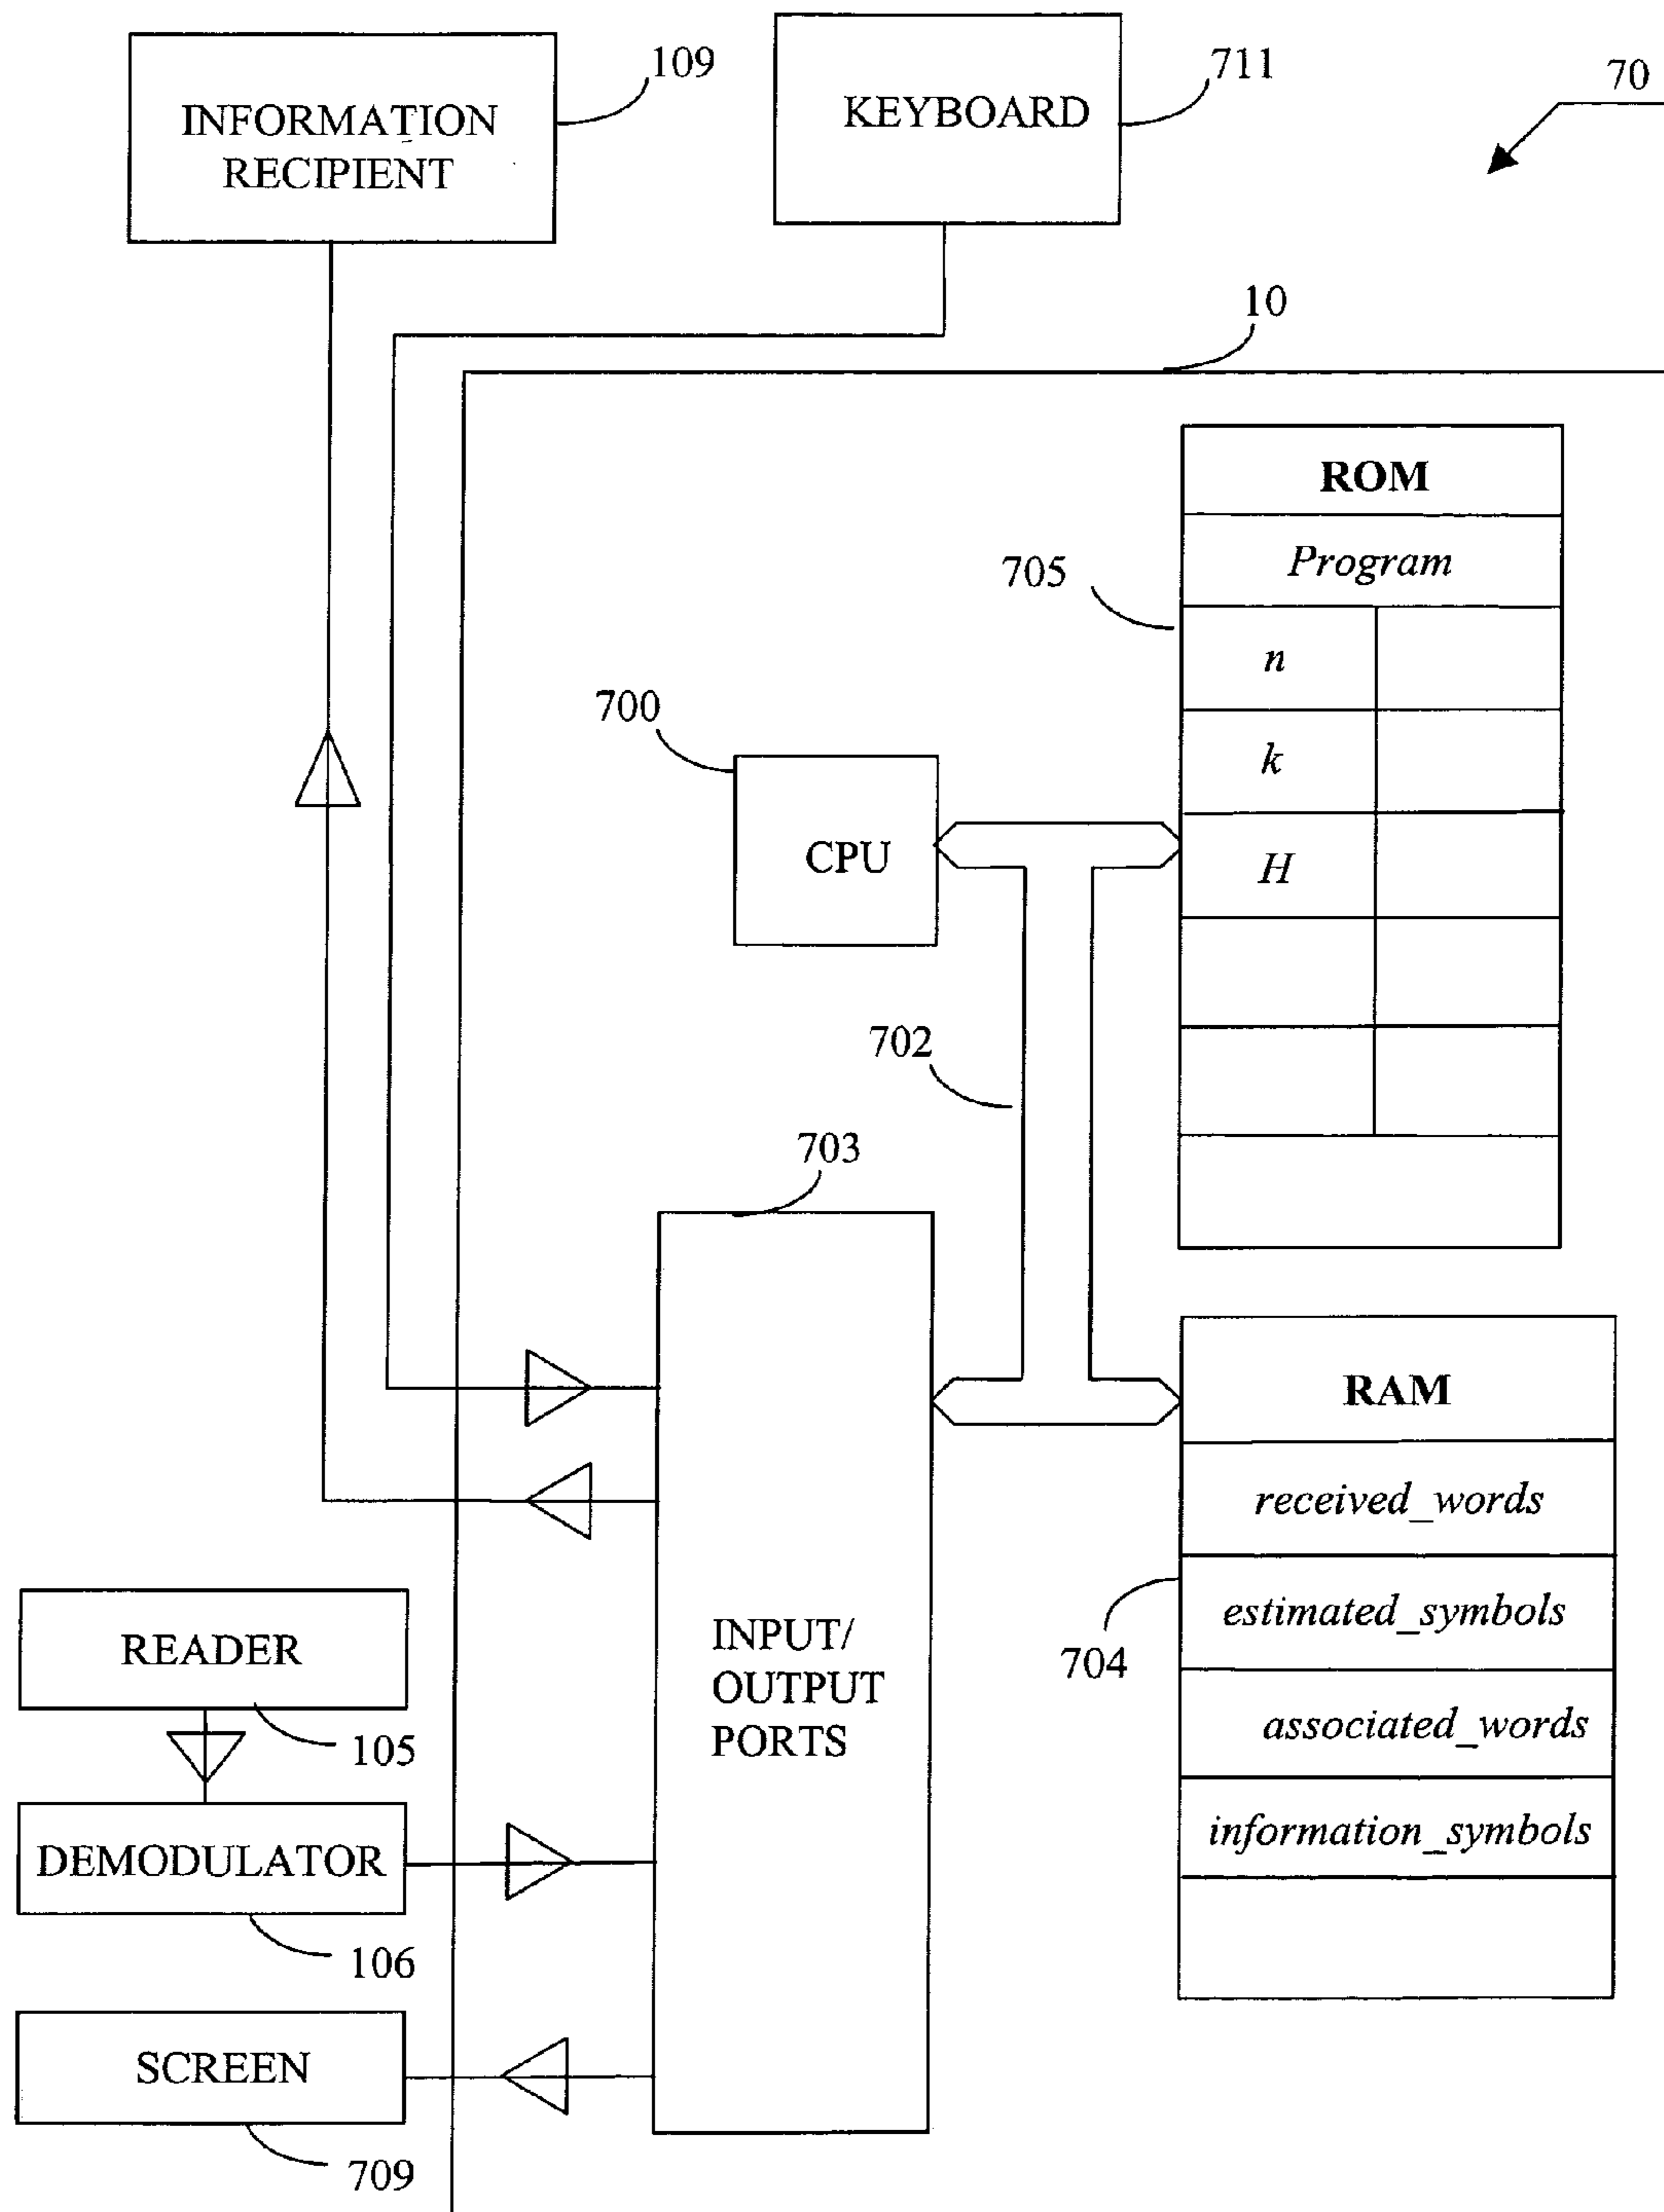 109
711
70
INFORMATION
RECIPIENT
KEYBOARD
10
ROM
Program
705
n
700
k
CPU
H
702
703
RAM
received_words
INPUT/
OUTPUT
PORTS
estimated_symbols
704
READER
105
associated_words
DEMODULATOR
information_symbols
106
SCREEN
709